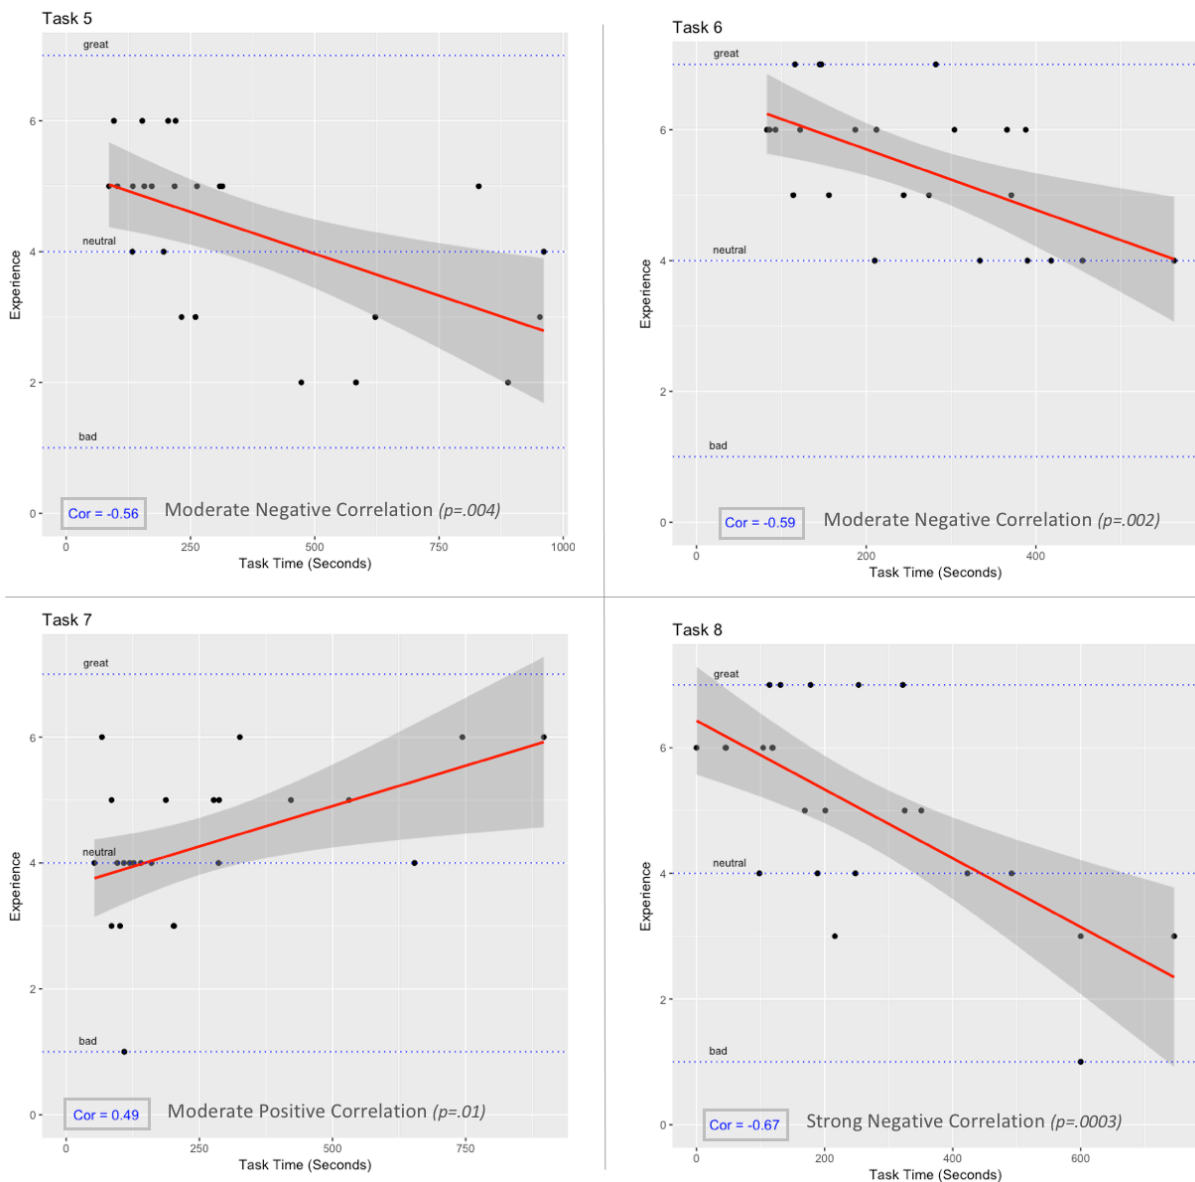 Task 5
great
6
neutral
4
Experience
2
bad
0
Cor = -0.56
Moderate Negative Correlation (p=.004)
0
250
500
750
1000
Task Time (Seconds)
Task 6
great
6
neutral
4
Experience
2
bad
0
Cor = -0.59
Moderate Negative Correlation (p=.002)
0
200
400
Task Time (Seconds)
Task 7
great
6
neutral
4
Experience
2
bad
0
Cor = 0.49
Moderate Positive Correlation (p=.01)
0
250
500
750
Task Time (Seconds)
Task 8
great
6
neutral
4
Experience
2
bad
0
Cor = -0.67
Strong Negative Correlation (p=.0003)
0
200
400
600
Task Time (Seconds)